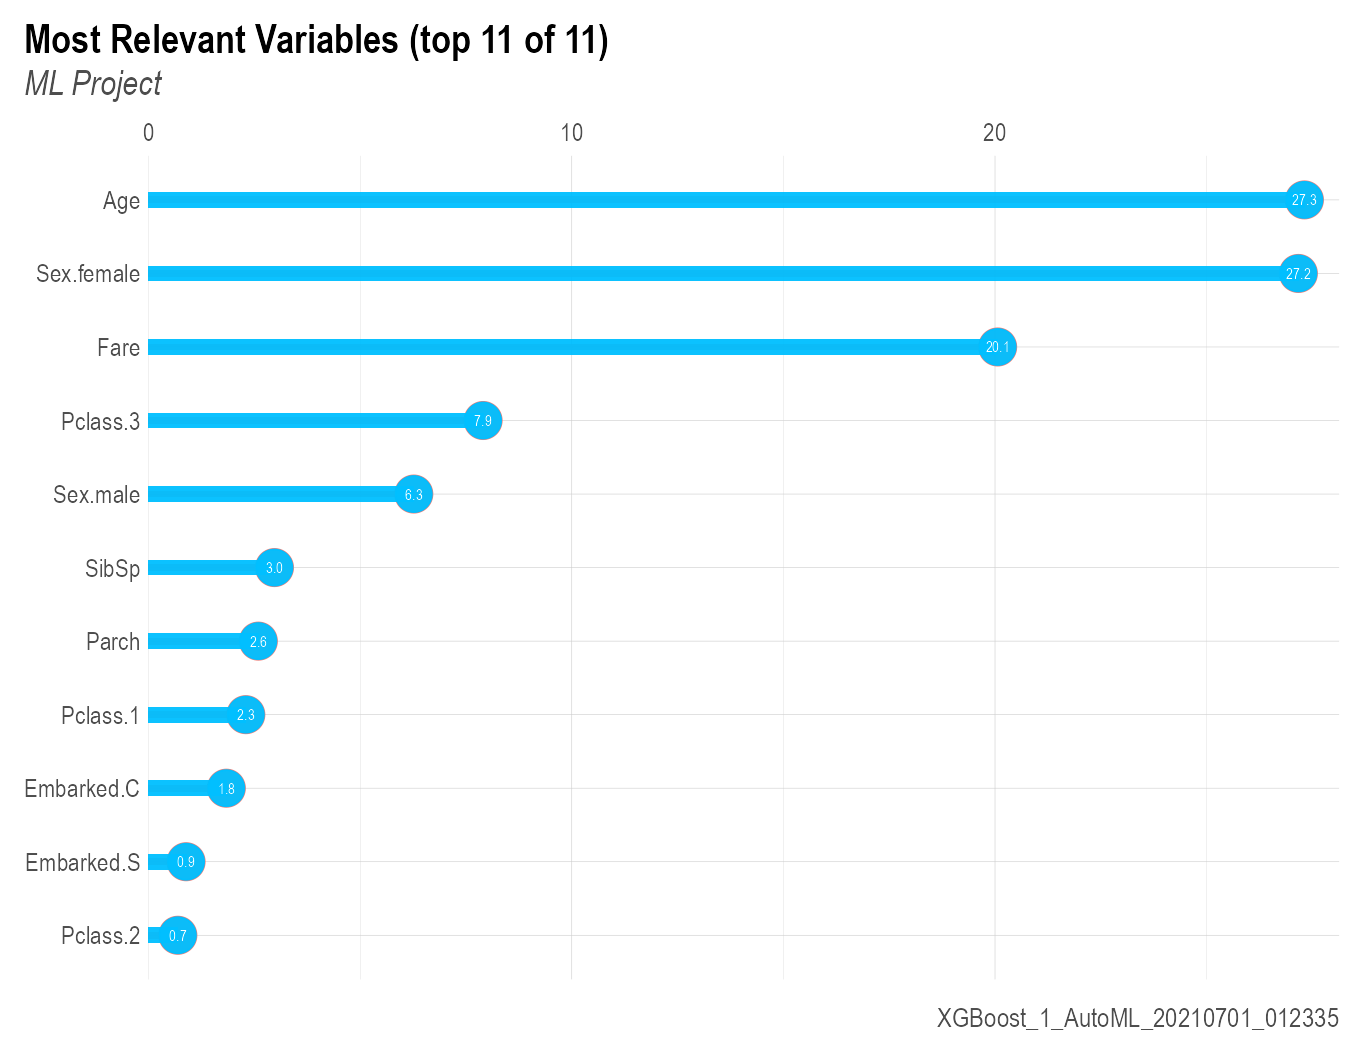 Most Relevant Variables (top 11 of 11)
ML Project
0 10 20
Age 27.3
Sex.female 27.2
Fare 20.1
Pclass.3 7.9
Sex.male 6.3
SibSp 3.0
Parch 2.6
Pclass.1 2.3
Embarked.C 1.8
Embarked.S 0.9
Pclass.2 0.7
XGBoost_1_AutoML_20210701_012335